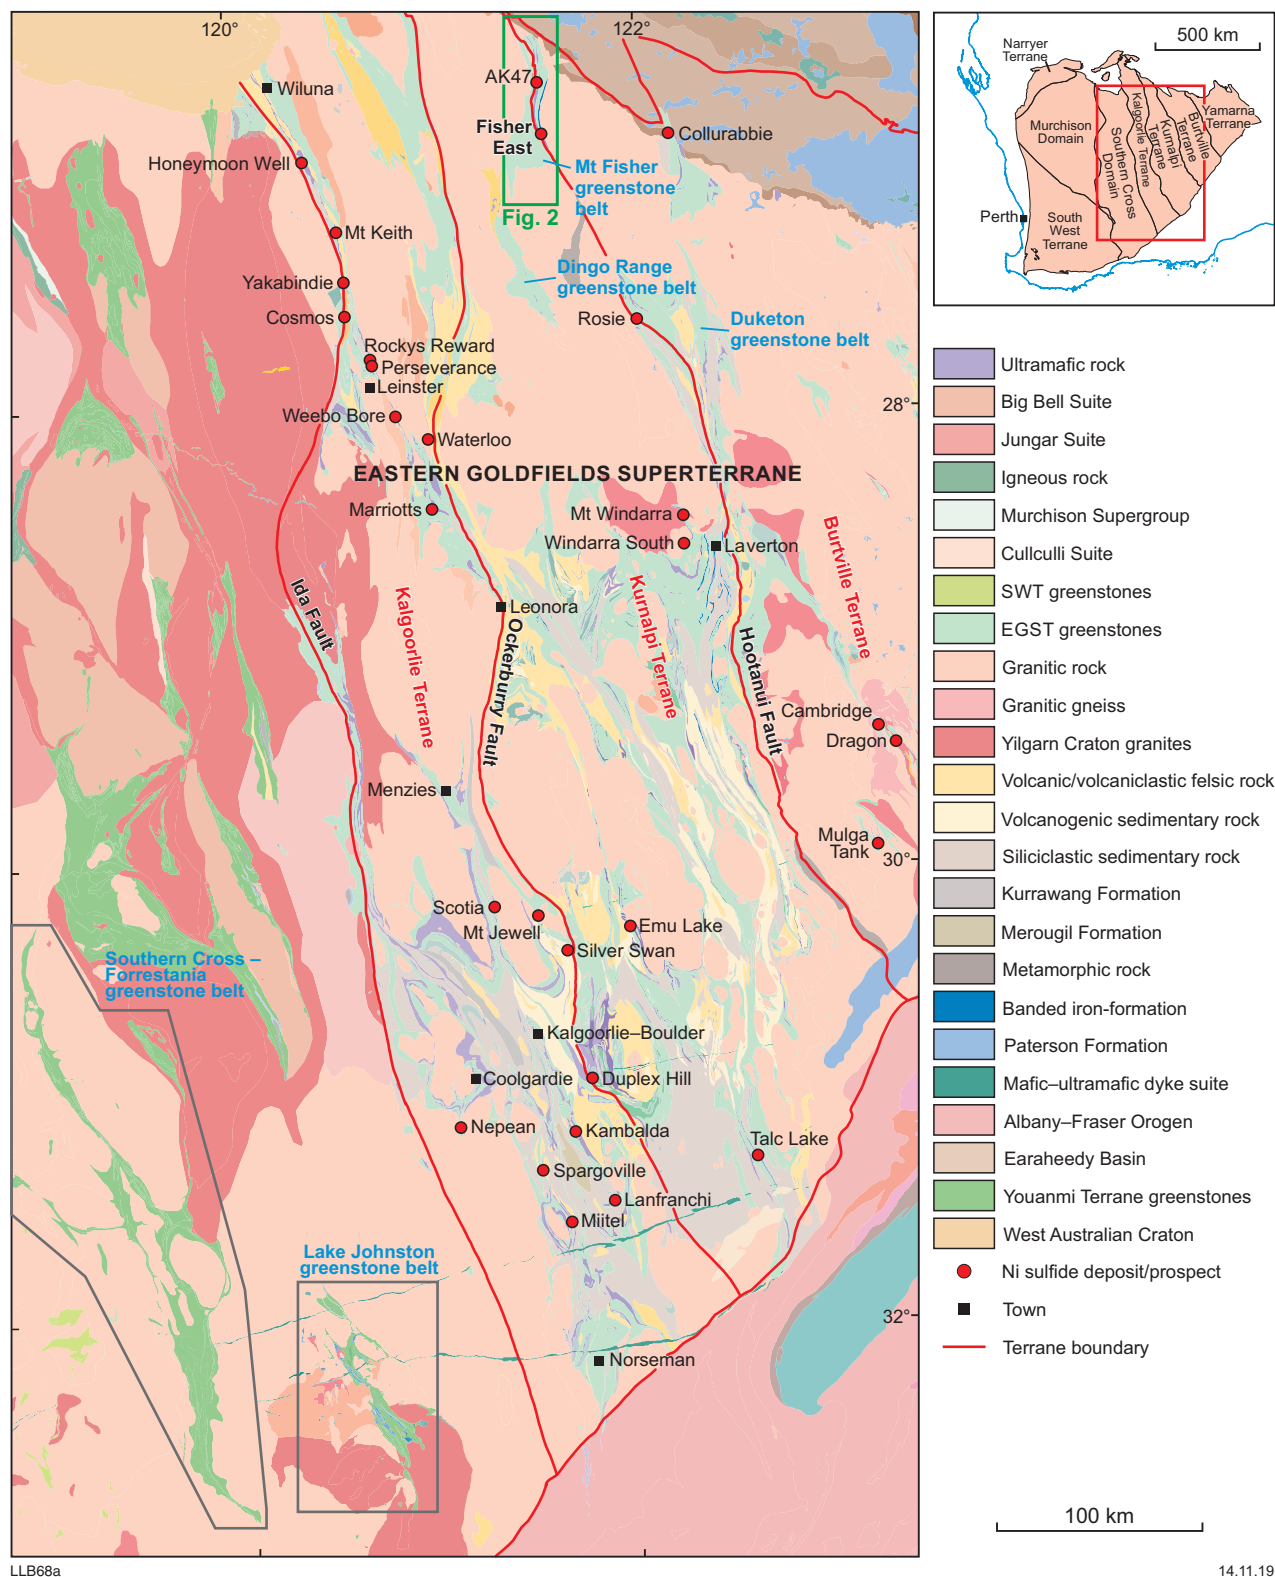 120°
122°
Wiluna
AK47
Fisher
East
Collurabbie
Honeymoon Well
Mt Fisher
greenstone
belt
Fig. 2
Mt Keith
Dingo Range
greenstone belt
Yakabindie
Cosmos
Rosie
Duketon
greenstone belt
Rockys Reward
Perseverance
Leinster
Weebo Bore
28°
Waterloo
EASTERN GOLDFIELDS SUPERTERRANE
Marriotts
Mt Windarra
Windarra South
Laverton
Burtville Terrane
Ida Fault
Kalgoorlie Terrane
Leonora
Ockerburry Fault
Kurnalpi Terrane
Hootanui Fault
Cambridge
Dragon
Menzies
Mulga
Tank
30°
Scotia
Mt Jewell
Emu Lake
Silver Swan
Southern Cross –
Forrestania
greenstone belt
Kalgoorlie–Boulder
Coolgardie
Duplex Hill
Nepean
Kambalda
Talc Lake
Spargoville
Lanfranchi
Miitel
Lake Johnston
greenstone belt
32°
Norseman
500 km
Narryer
Terrane
Murchison
Domain
Southern Cross
Domain
Kalgoorlie Terrane
Kurnalpi
Terrane
Burtville
Terrane
Yamarna
Terrane
Perth
South
West
Terrane
Ultramafic rock
Big Bell Suite
Jungar Suite
Igneous rock
Murchison Supergroup
Cullculli Suite
SWT greenstones
EGST greenstones
Granitic rock
Granitic gneiss
Yilgarn Craton granites
Volcanic/volcaniclastic felsic rock
Volcanogenic sedimentary rock
Siliciclastic sedimentary rock
Kurrawang Formation
Merougil Formation
Metamorphic rock
Banded iron-formation
Paterson Formation
Mafic–ultramafic dyke suite
Albany–Fraser Orogen
Earaheedy Basin
Youanmi Terrane greenstones
West Australian Craton
Ni sulfide deposit/prospect
Town
Terrane boundary
100 km
LLB68a
14.11.19